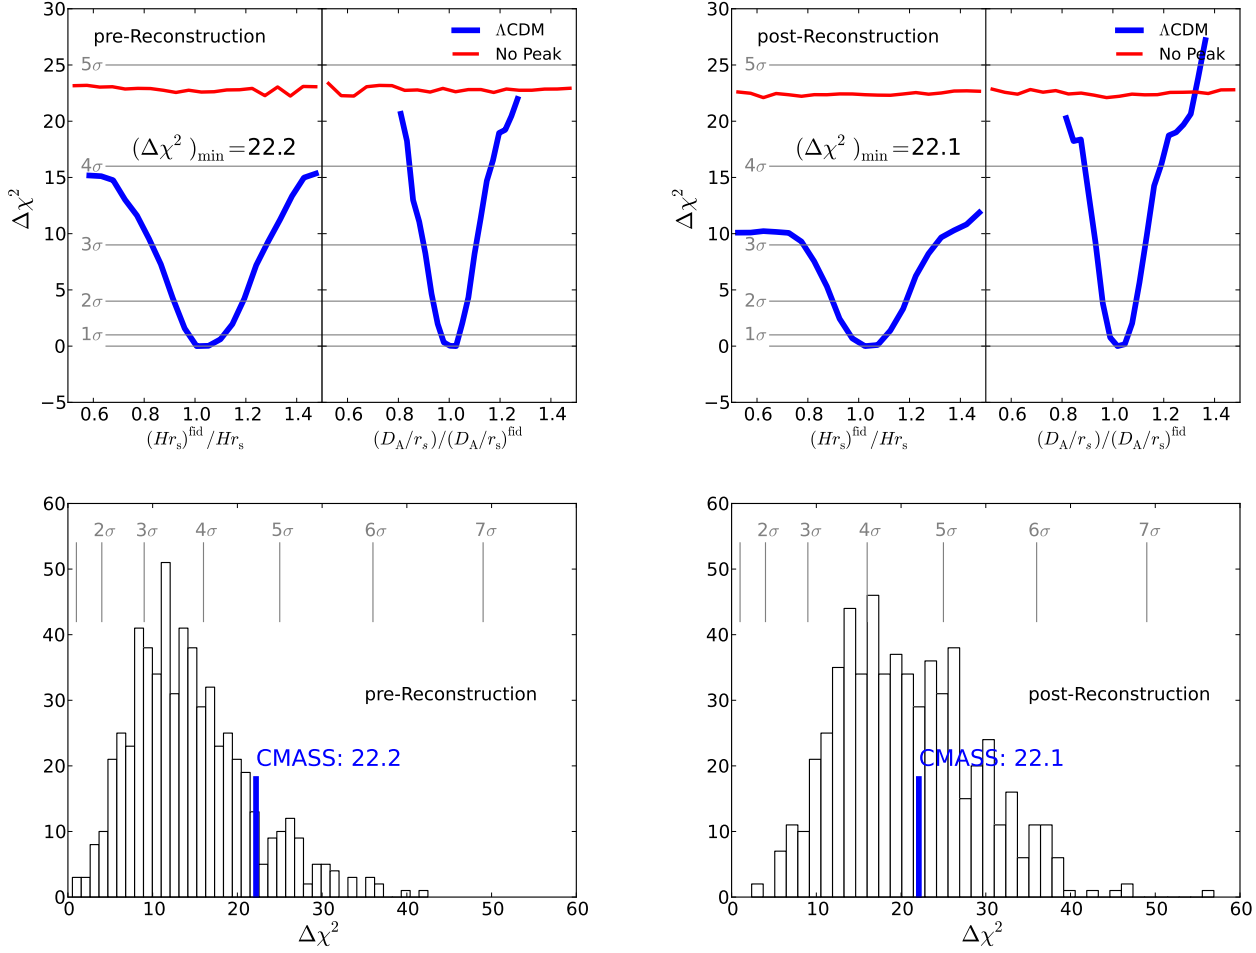 pre-Reconstruction
ΛCDM
No Peak
5σ
(Δχ² )min=22.2
4σ
3σ
2σ
1σ
30
25
20
15
10
5
0
−5
Δχ²
0.6 0.8 1.0 1.2 1.4
0.6 0.8 1.0 1.2 1.4
(Hrs)^fid/Hrs
(DA/rs)/(DA/rs)^fid
post-Reconstruction
ΛCDM
No Peak
5σ
(Δχ² )min=22.1
4σ
3σ
2σ
1σ
30
25
20
15
10
5
0
−5
Δχ²
0.6 0.8 1.0 1.2 1.4
0.6 0.8 1.0 1.2 1.4
(Hrs)^fid/Hrs
(DA/rs)/(DA/rs)^fid
2σ 3σ 4σ 5σ 6σ 7σ
pre-Reconstruction
CMASS: 22.2
60
50
40
30
20
10
0
0 10 20 30 40 50 60
Δχ²
2σ 3σ 4σ 5σ 6σ 7σ
post-Reconstruction
CMASS: 22.1
60
50
40
30
20
10
0
0 10 20 30 40 50 60
Δχ²